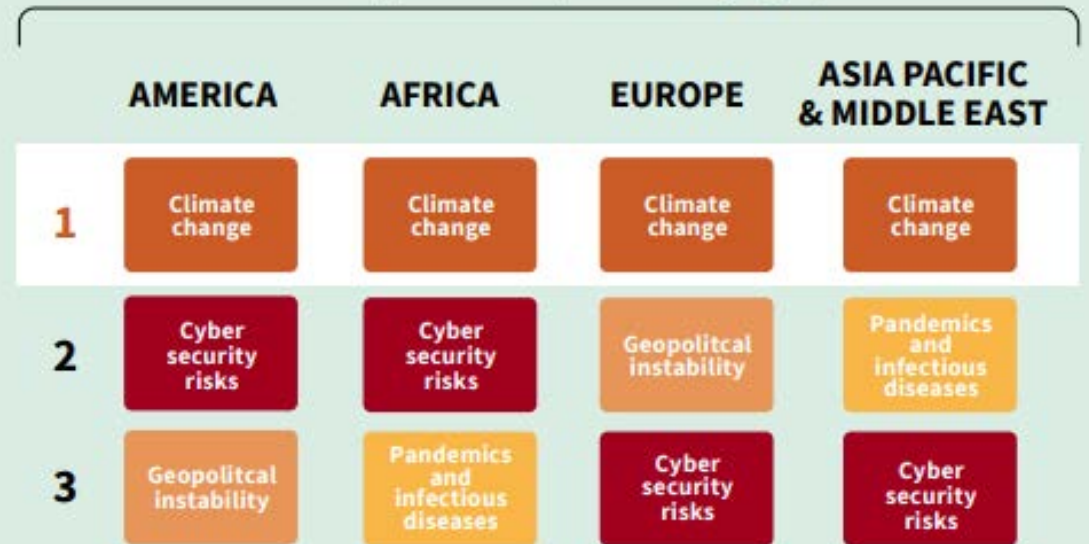 AMERICA
AFRICA
EUROPE
ASIA PACIFIC
& MIDDLE EAST
1
Climate
change
Climate
change
Climate
change
Climate
change
2
Cyber
security
risks
Cyber
security
risks
Geopolitcal
instability
Pandemics
and
infectious
diseases
3
Geopolitcal
instability
Pandemics
and
infectious
diseases
Cyber
security
risks
Cyber
security
risks